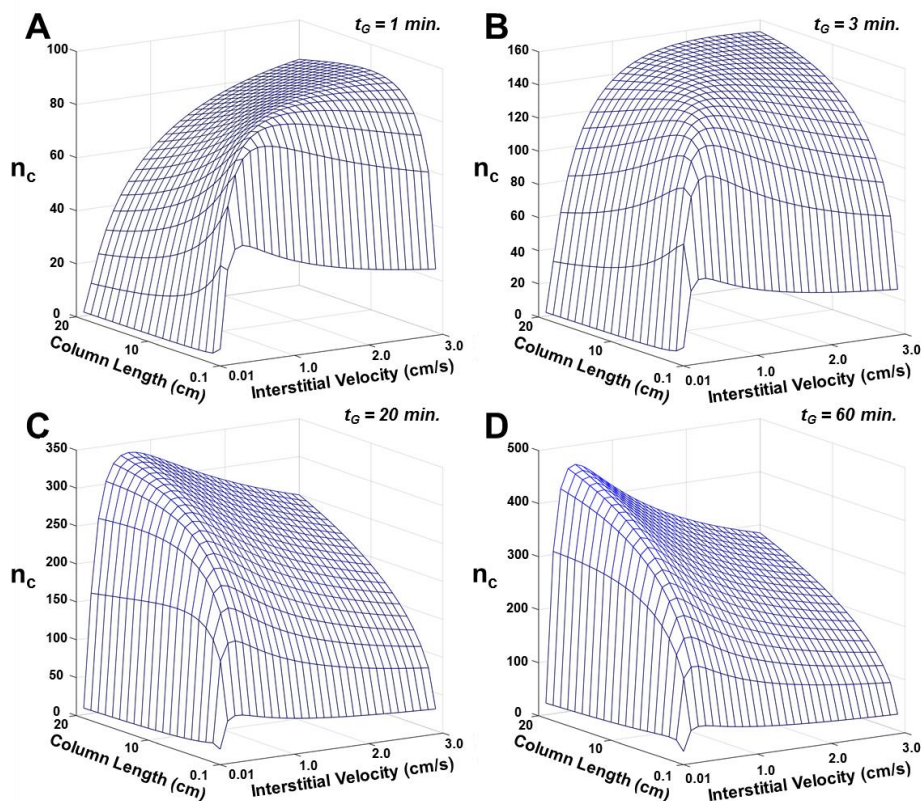 A
t_G = 1 min.
100
80
60
40
20
0
n_c
20
10
0.1
Column Length (cm)
0.01
1.0
2.0
3.0
Interstitial Velocity (cm/s)
B
t_G = 3 min.
160
140
120
100
80
60
40
20
0
n_c
20
10
0.1
Column Length (cm)
0.01
1.0
2.0
3.0
Interstitial Velocity (cm/s)
C
t_G = 20 min.
350
300
250
200
150
100
50
0
n_c
20
10
0.1
Column Length (cm)
0.01
1.0
2.0
3.0
Interstitial Velocity (cm/s)
D
t_G = 60 min.
500
400
300
200
100
0
n_c
20
10
0.1
Column Length (cm)
0.01
1.0
2.0
3.0
Interstitial Velocity (cm/s)